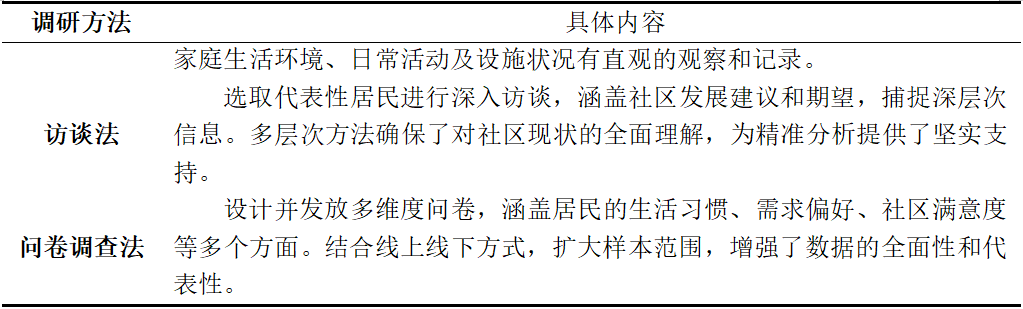 调研方法 具体内容
家庭生活环境、日常活动及设施状况有直观的观察和记录。
选取代表性居民进行深入访谈，涵盖社区发展建议和期望，捕捉深层次
访谈法 信息。多层次方法确保了对社区现状的全面理解，为精准分析提供了坚实支
持。
设计并发放多维度问卷，涵盖居民的生活习惯、需求偏好、社区满意度
问卷调查法 等多个方面。结合线上线下方式，扩大样本范围，增强了数据的全面性和代
表性。